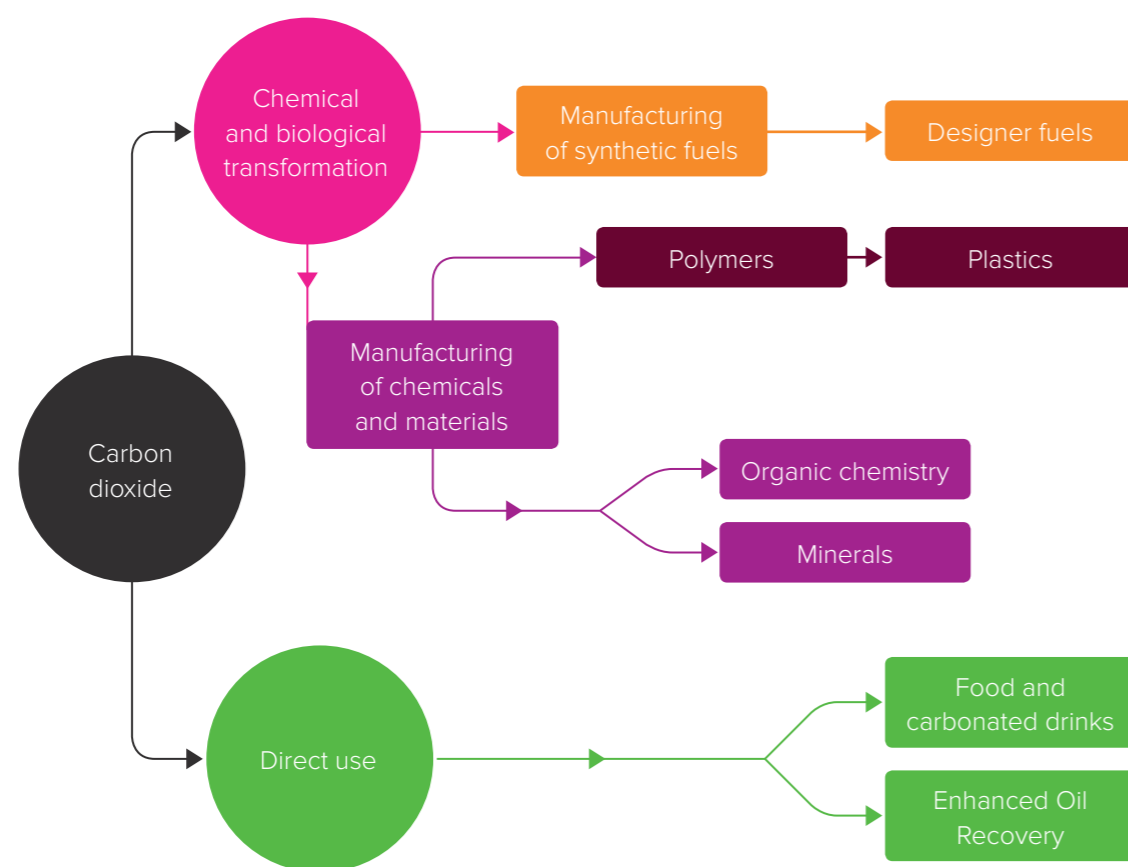 Chemical
and biological
transformation
Manufacturing
of synthetic fuels
Designer fuels
Polymers
Plastics
Manufacturing
of chemicals
and materials
Carbon
dioxide
Organic chemistry
Minerals
Direct use
Food and
carbonated drinks
Enhanced Oil
Recovery